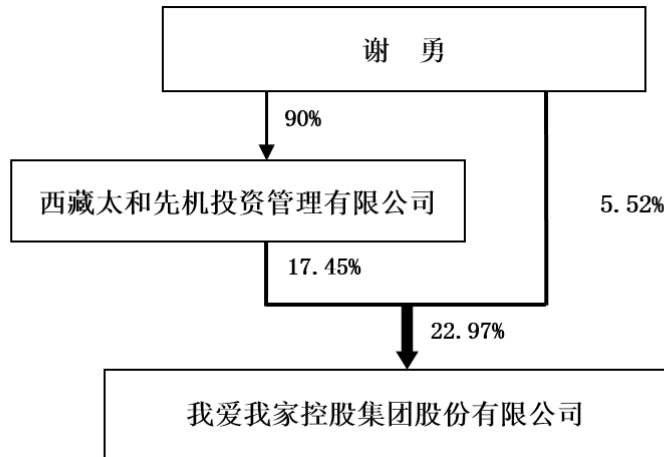 谢 勇
90%
西藏太和先机投资管理有限公司
5.52%
17.45%
22.97%
我爱我家控股集团股份有限公司